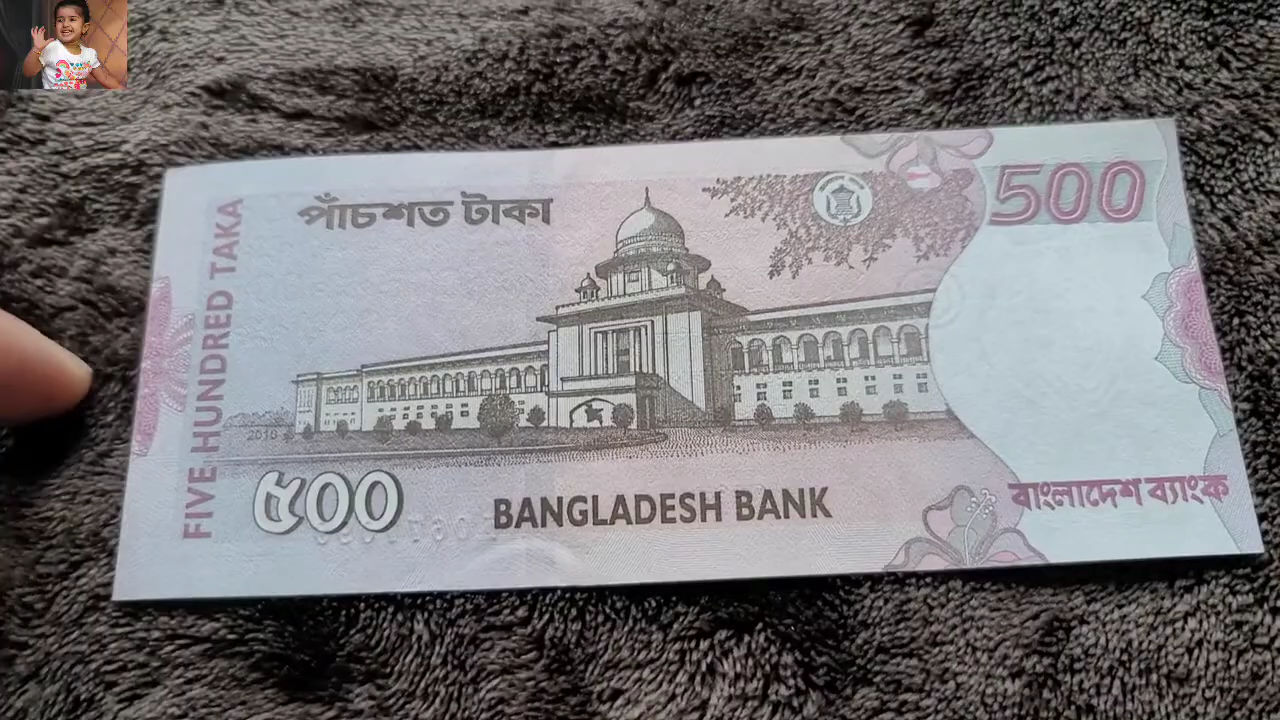 পাঁচশত টাকা
500
FIVE HUNDRED TAKA
৫০০
BANGLADESH BANK
বাংলাদেশ ব্যাংক